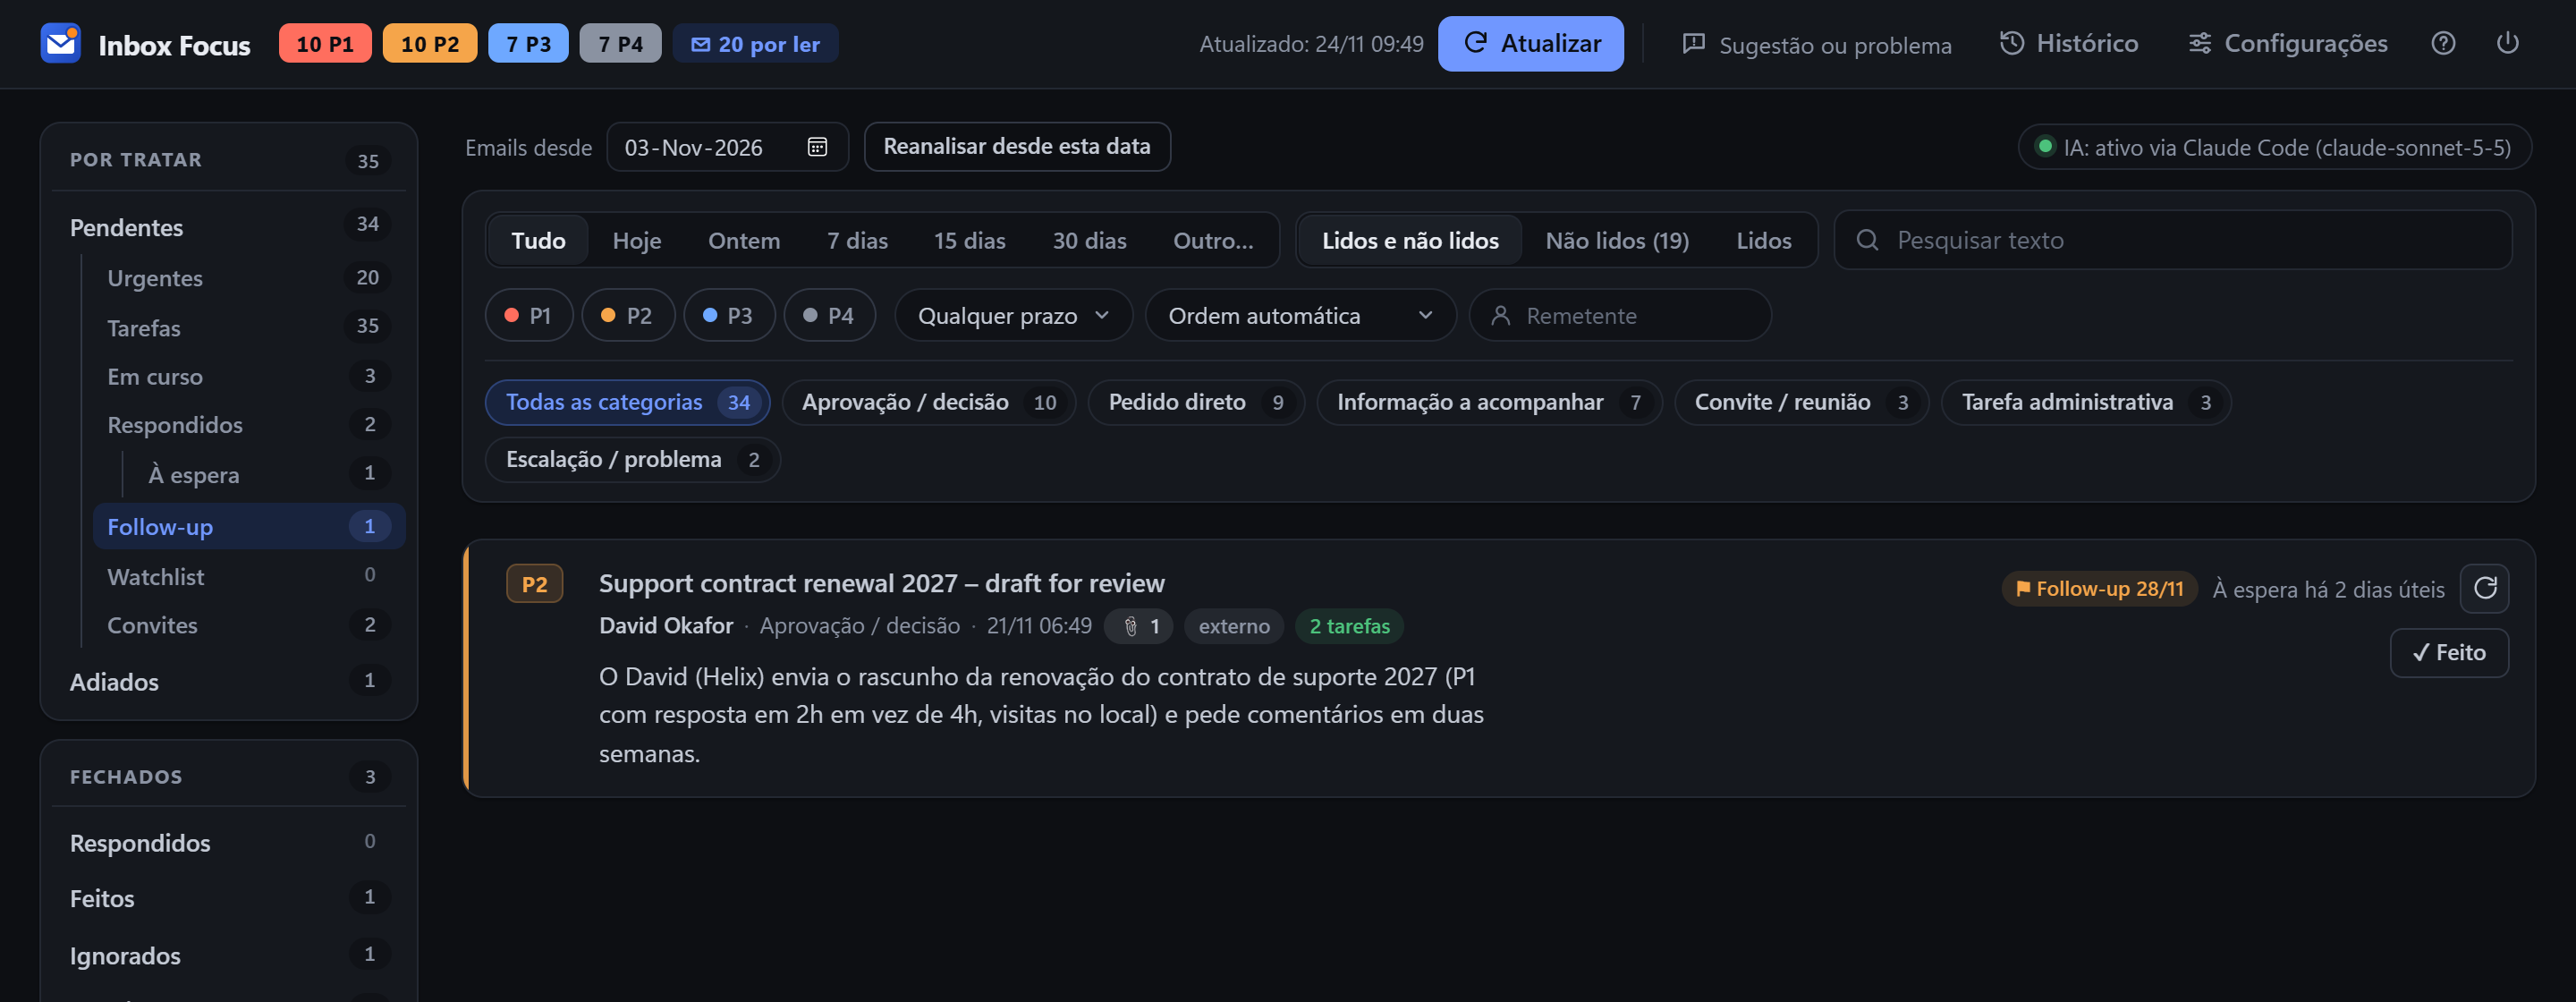 Inbox Focus
10 P1
10 P2
7 P3
7 P4
20 por ler
Atualizado: 24/11 09:49
Atualizar
Sugestão ou problema
Histórico
Configurações
POR TRATAR 35
Pendentes 34
Urgentes 20
Tarefas 35
Em curso 3
Respondidos 2
À espera 1
Follow-up 1
Watchlist 0
Convites 2
Adiados 1
FECHADOS 3
Respondidos 0
Feitos 1
Ignorados 1
Emails desde 03-Nov-2026 Reanalisar desde esta data
IA: ativo via Claude Code (claude-sonnet-5-5)
Tudo Hoje Ontem 7 dias 15 dias 30 dias Outro...
Lidos e não lidos Não lidos (19) Lidos
Pesquisar texto
P1 P2 P3 P4 Qualquer prazo Ordem automática Remetente
Todas as categorias 34 Aprovação / decisão 10 Pedido direto 9 Informação a acompanhar 7 Convite / reunião 3 Tarefa administrativa 3
Escalação / problema 2
P2 Support contract renewal 2027 – draft for review
Follow-up 28/11 À espera há 2 dias úteis
David Okafor · Aprovação / decisão · 21/11 06:49 1 externo 2 tarefas
✓ Feito
O David (Helix) envia o rascunho da renovação do contrato de suporte 2027 (P1
com resposta em 2h em vez de 4h, visitas no local) e pede comentários em duas
semanas.